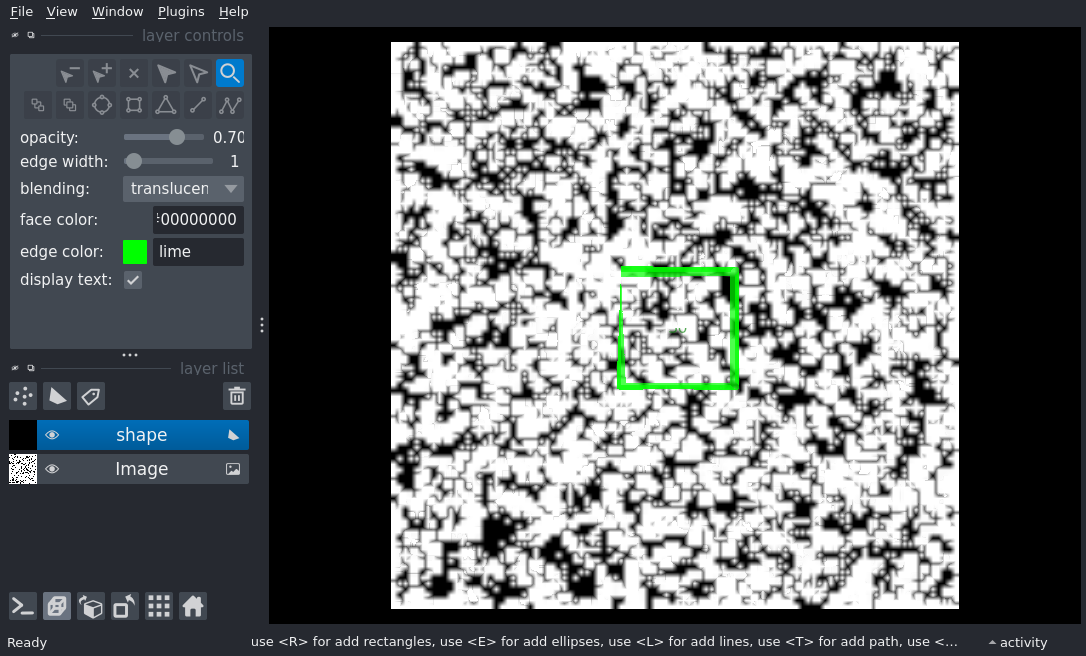 File View Window Plugins Help
layer controls
opacity: 0.70
edge width: 1
blending: translucen
face color: 00000000
edge color: lime
display text:
layer list
shape
Image
Ready use <R> for add rectangles, use <E> for add ellipses, use <L> for add lines, use <T> for add path, use <... activity